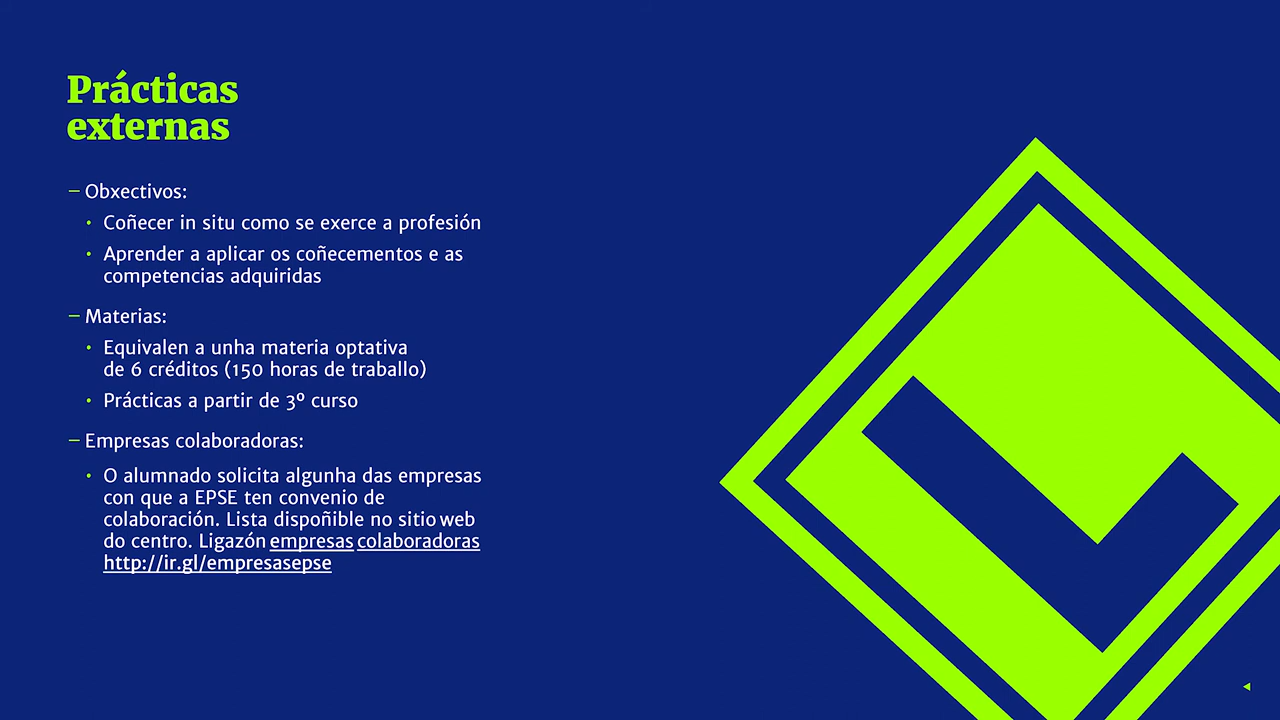 Prácticas
externas
– Obxectivos:
• Coñecer in situ como se exerce a profesión
• Aprender a aplicar os coñecementos e as
competencias adquiridas
– Materias:
• Equivalen a unha materia optativa
de 6 créditos (150 horas de traballo)
• Prácticas a partir de 3º curso
– Empresas colaboradoras:
• O alumnado solicita algunha das empresas
con que a EPSE ten convenio de
colaboración. Lista dispoñible no sitio web
do centro. Ligazón empresas colaboradoras
http://ir.gl/empresasepse